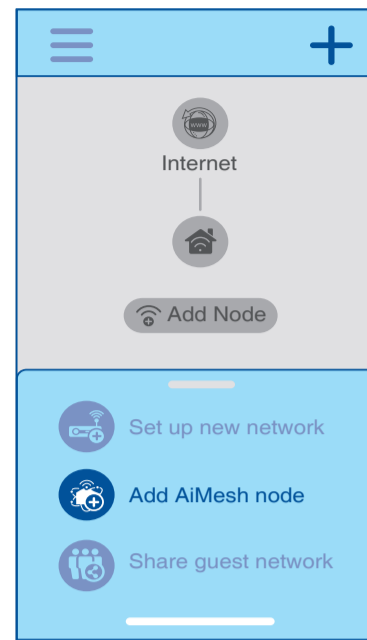 www
Internet
Add Node
Set up new network
Add AiMesh node
Share guest network